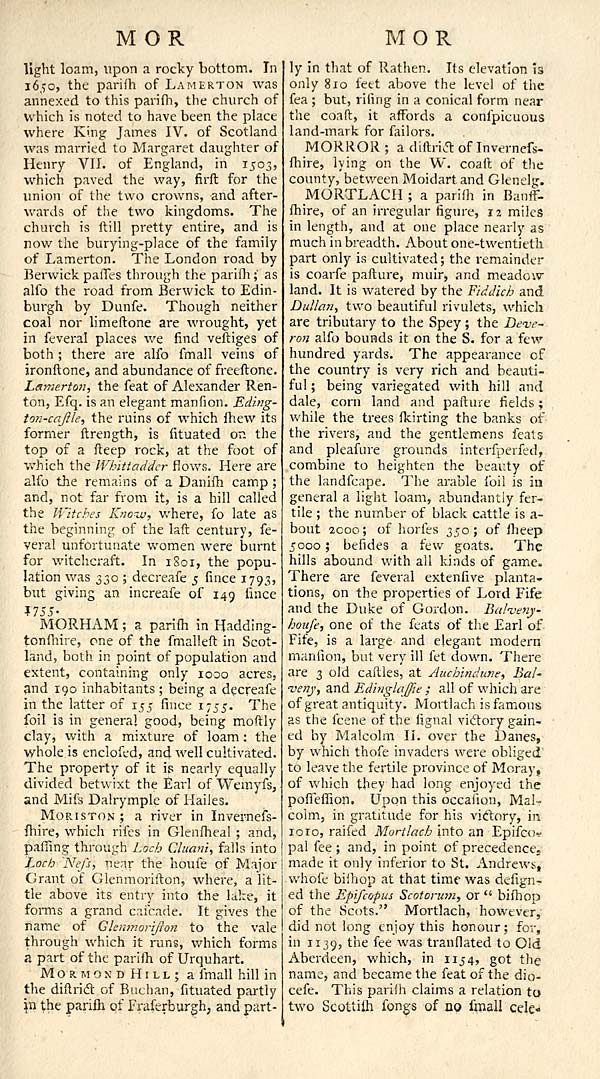 MOR
light loam, upon a rocky bottom. In
1650, the pariſh of LAMERTON was
annexed to this pariſh, the church of
which is noted to have been the place
where King James IV. of Scotland
was married to Margaret daughter of
Henry VII. of England, in 1503,
which paved the way, firſt for the
union of the two crowns, and after-
wards of the two kingdoms. The
church is ſtill pretty entire, and is
now the burying-place of the family
of Lamerton. The London road by
Berwick paſſes through the pariſh; as
alſo the road from Berwick to Edin-
burgh by Dunſe. Though neither
coal nor limeſtone are wrought, yet
in ſeveral places we find veſtiges of
both; there are alſo ſmall veins of
ironſtone, and abundance of freeſtone.
Lamerton, the ſeat of Alexander Ren-
ton, Eſq. is an elegant manſion. Eding-
ton-caſtle, the ruins of which ſhew its
former ſtrength, is ſituated on the
top of a ſteep rock, at the foot of
which the Whittadder flows. Here are
alſo the remains of a Daniſh camp;
and, not far from it, is a hill called
the Witches Know, where, ſo late as
the beginning of the laſt century, ſe-
veral unfortunate women were burnt
for witchcraft. In 1801, the popu-
lation was 330; decreaſe 5 ſince 1793,
but giving an increaſe of 149 ſince
1755.
MORHAM; a pariſh in Hadding-
tonſhire, one of the ſmalleſt in Scot-
land, both in point of population and
extent, containing only 1000 acres,
and 190 inhabitants; being a decreaſe
in the latter of 155 ſince 1755. The
ſoil is in general good, being moſtly
clay, with a mixture of loam: the
whole is encloſed, and well cultivated.
The property of it is nearly equally
divided betwixt the Earl of Wemyſs,
and Miſs Dalrymple of Hailes.
MORISTON; a river in Inverneſs-
ſhire, which riſes in Glenſheal; and,
paſſing through Loch Cluani, falls into
Loch Neſs, near the houſe of Major
Grant of Glenmoriſton, where, a lit-
tle above its entry into the lake, it
forms a grand caſcade. It gives the
name of Glenmoriſton to the vale
through which it runs, which forms
a part of the pariſh of Urquhart.
MORMOND HILL; a ſmall hill in
the diſtrict of Buchan, ſituated partly
in the pariſh of Fraſerburgh, and part-
MOR
ly in that of Rathen. Its elevation is
only 810 feet above the level of the
ſea; but, riſing in a conical form near
the coaſt, it affords a conſpicuous
land-mark for ſailors.
MORROR; a diſtrict of Inverneſs-
ſhire, lying on the W. coaſt of the
county, between Moidart and Glenelg.
MORTLACH; a pariſh in Banff-
ſhire, of an irregular figure, 12 miles
in length, and at one place nearly as
much in breadth. About one-twentieth
part only is cultivated; the remainder
is coarſe paſture, muir, and meadow
land. It is watered by the Fiddich and
Dullan, two beautiful rivulets, which
are tributary to the Spey; the Deve-
ron alſo bounds it on the S. for a few
hundred yards. The appearance of
the country is very rich and beauti-
ful; being variegated with hill and
dale, corn land and paſture fields;
while the trees ſkirting the banks of
the rivers, and the gentlemens ſeats
and pleaſure grounds interſperſed,
combine to heighten the beauty of
the landſcape. The arable ſoil is in
general a light loam, abundantly fer-
tile; the number of black cattle is a-
bout 2000; of horſes 350; of ſheep
5000; beſides a few goats. The
hills abound with all kinds of game.
There are ſeveral extenſive planta-
tions, on the properties of Lord Fife
and the Duke of Gordon. Balveny-
houſe, one of the ſeats of the Earl of
Fife, is a large and elegant modern
manſion, but very ill ſet down. There
are 3 old caſtles, at Auchindune, Bal-
veny, and Edinglaſſie; all of which are
of great antiquity. Mortlach is famous
as the ſcene of the ſignal victory gain-
ed by Malcolm II. over the Danes,
by which thoſe invaders were obliged
to leave the fertile province of Moray,
of which they had long enjoyed the
poſſeſſion. Upon this occaſion, Mal-
colm, in gratitude for his victory, in
1010, raiſed Mortlach into an Epiſco-
pal ſee; and, in point of precedence,
made it only inferior to St. Andrews,
whoſe biſhop at that time was deſign-
ed the Epiſcopus Scotorum, or "biſhop
of the Scots." Mortlach, however,
did not long enjoy this honour; for,
in 1139, the ſee was tranſlated to Old
Aberdeen, which, in 1154, got the
name, and became the ſeat of the dio-
ceſe. This pariſh claims a relation to
two Scottiſh ſongs of no ſmall cele-